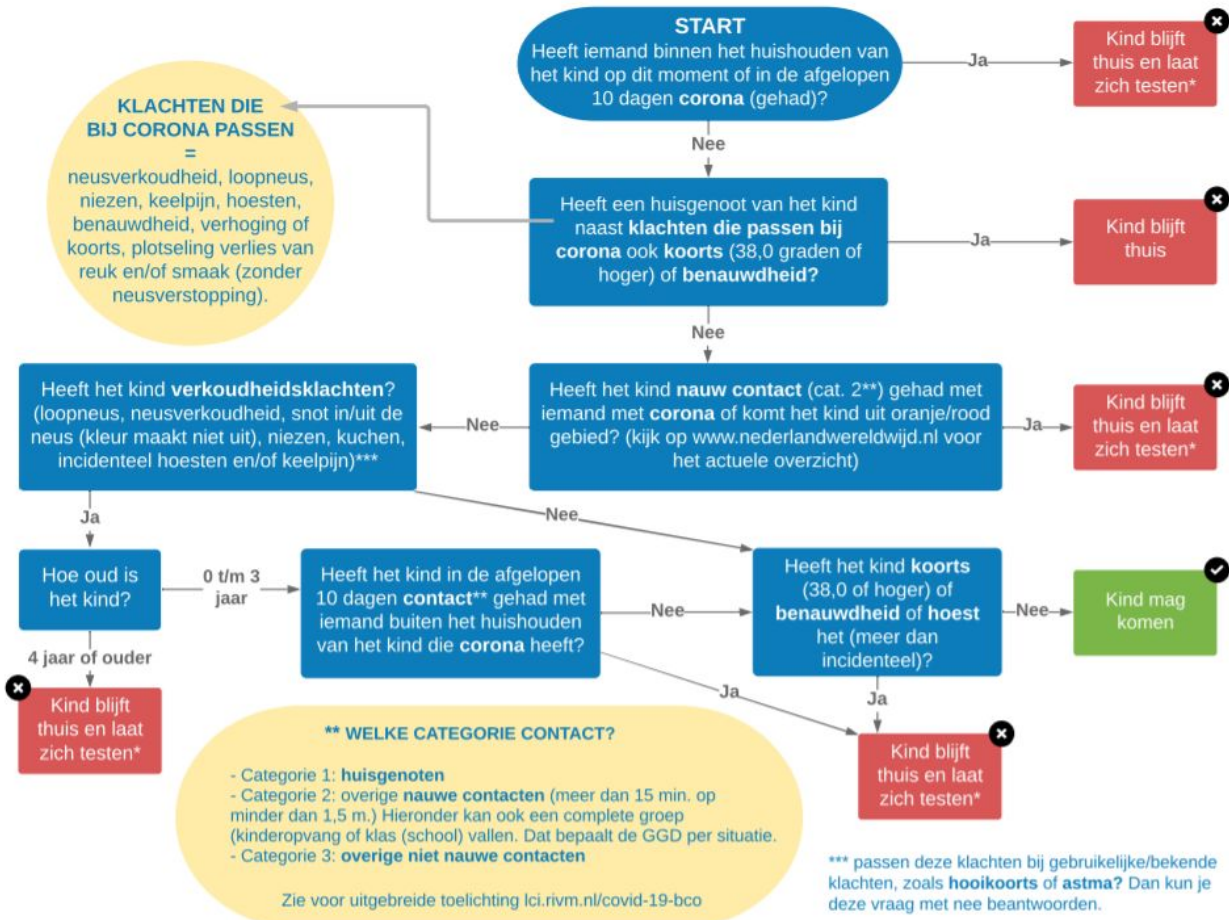 START
Heeft iemand binnen het huishouden van
het kind op dit moment of in de afgelopen
10 dagen corona (gehad)?
Ja
Kind blijft
thuis en laat
zich testen*
Nee
KLACHTEN DIE
BIJ CORONA PASSEN
=
neusverkoudheid, loopneus,
niezen, keelpijn, hoesten,
benauwdheid, verhoging of
koorts, plotseling verlies van
reuk en/of smaak (zonder
neusverstopping).
Heeft een huisgenoot van het kind
naast klachten die passen bij
corona ook koorts (38,0 graden of
hoger) of benauwdheid?
Ja
Kind blijft
thuis
Nee
Heeft het kind verkoudheidsklachten?
(loopneus, neusverkoudheid, snot in/uit de
neus (kleur maakt niet uit), niezen, kuchen,
incidenteel hoesten en/of keelpijn)***
Nee
Heeft het kind nauw contact (cat. 2**) gehad met
iemand met corona of komt het kind uit oranje/rood
gebied? (kijk op www.nederlandwereldwijd.nl voor
het actuele overzicht)
Ja
Kind blijft
thuis en laat
zich testen*
Ja
Nee
Hoe oud is
het kind?
0 t/m 3
jaar
Heeft het kind in de afgelopen
10 dagen contact** gehad met
iemand buiten het huishouden
van het kind die corona heeft?
Nee
Heeft het kind koorts
(38,0 of hoger) of
benauwdheid of hoest
het (meer dan
incidenteel)?
Nee
Kind mag
komen
4 jaar of ouder
Kind blijft
thuis en laat
zich testen*
Ja
Ja
Kind blijft
thuis en laat
zich testen*
** WELKE CATEGORIE CONTACT?
- Categorie 1: huisgenoten
- Categorie 2: overige nauwe contacten (meer dan 15 min. op
minder dan 1,5 m.) Hieronder kan ook een complete groep
(kinderopvang of klas (school) vallen. Dat bepaalt de GGD per situatie.
- Categorie 3: overige niet nauwe contacten
Zie voor uitgebreide toelichting lci.rivm.nl/covid-19-bco
*** passen deze klachten bij gebruikelijke/bekende
klachten, zoals hooikoorts of astma? Dan kun je
deze vraag met nee beantwoorden.